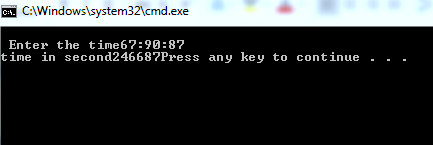 C:\Windows\system32\cmd.exe
Enter the time67:90:87
time in second246687Press any key to continue . . .